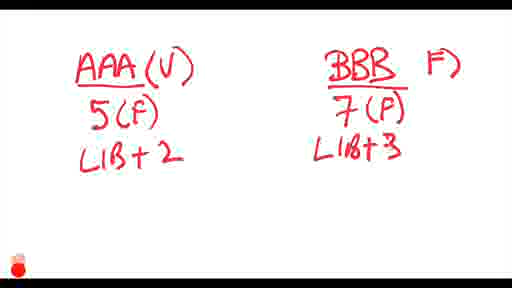 AAA (V) BBB F)
5 (F) 7 (F)
LIB + 2 LIB + 3